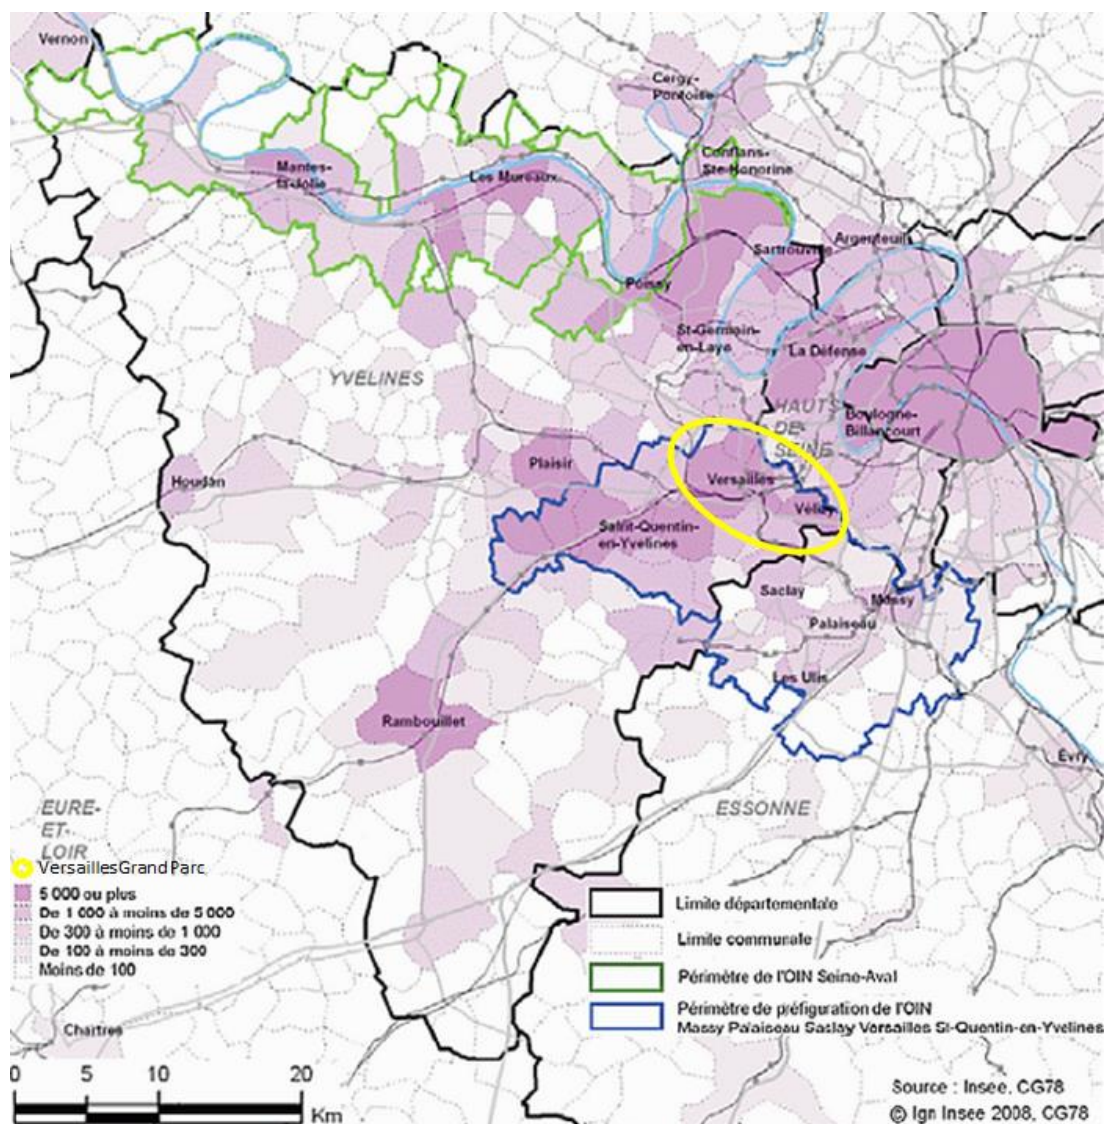 Vernon
Cergy-
Pontoise
Conflans-
Ste-Honorine
Mantes-
la-Jolie
Les Mureaux
Sartrouville
Argenteuil
Poissy
St-Germain-
en-Laye
La Défense
YVELINES
HAUTS-
DE-
SEINE
Boulogne-
Billancourt
Plaisir
Houdan
Versailles
Vélizy
Saint-Quentin-
en-Yvelines
Saclay
Massy
Palaiseau
Les Ulis
Rambouillet
Evry
EURE-
ET-
LOIR
ESSONNE
VersaillesGrandParc
5 000 ou plus
De 1 000 à moins de 5 000
De 300 à moins de 1 000
De 100 à moins de 300
Moins de 100
Chartres
Limite départementale
Limite communale
Périmètre de l'OIN Seine-Aval
Périmètre de préfiguration de l'OIN
Massy Palaiseau Saclay Versailles St-Quentin-en-Yvelines
0 5 10 20
Km
Source : Insee, CG78
© Ign Insee 2008, CG78